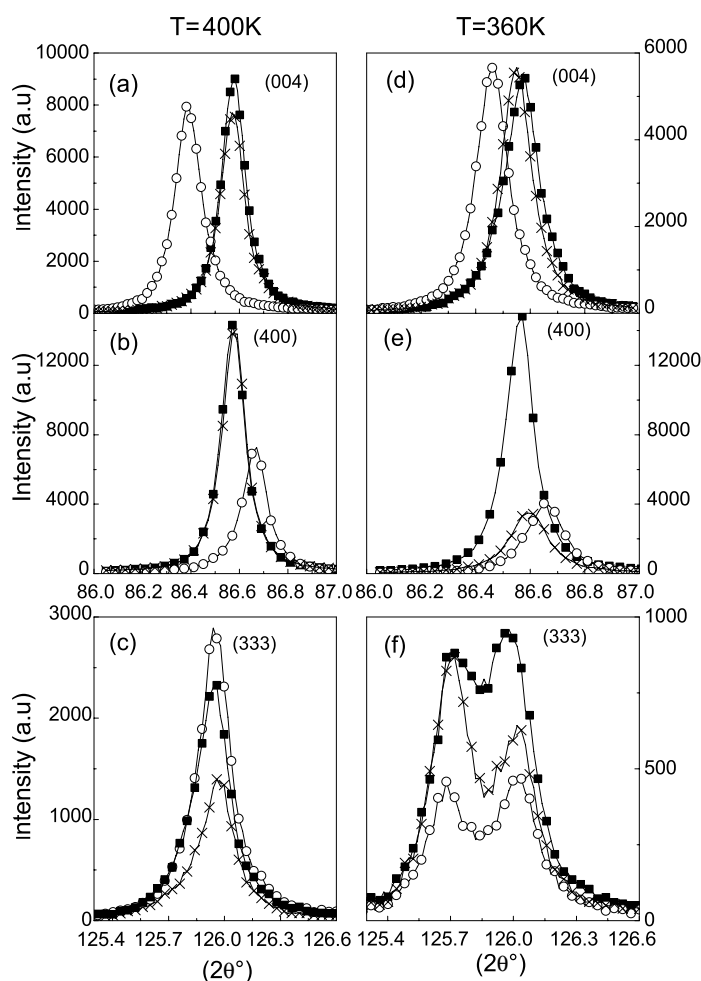 T=400K
T=360K
10000
8000
6000
4000
2000
0
Intensity (a.u)
(a)
(004)
(d)
(004)
6000
4000
2000
0
12000
8000
4000
0
Intensity (a.u)
(b)
(400)
(e)
(400)
12000
8000
4000
0
86.0 86.2 86.4 86.6 86.8 87.0
86.0 86.2 86.4 86.6 86.8 87.0
3000
2000
1000
0
Intensity (a.u)
(c)
(333)
(f)
(333)
1000
500
0
125.4 125.7 126.0 126.3 126.6
125.4 125.7 126.0 126.3 126.6
(2θ°)
(2θ°)